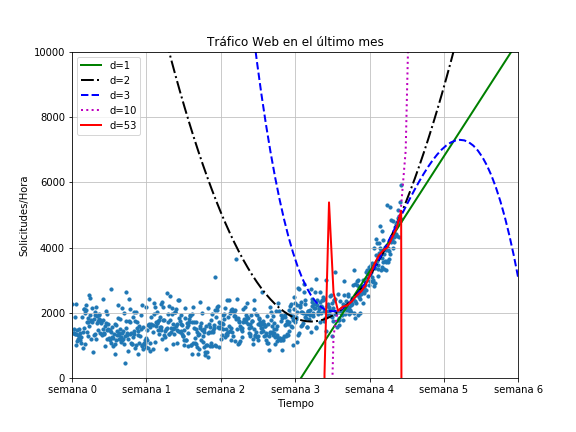 Tráfico Web en el último mes
10000
8000
6000
4000
2000
0
Solicitudes/Hora
d=1
d=2
d=3
d=10
d=53
semana 0 semana 1 semana 2 semana 3 semana 4 semana 5 semana 6
Tiempo